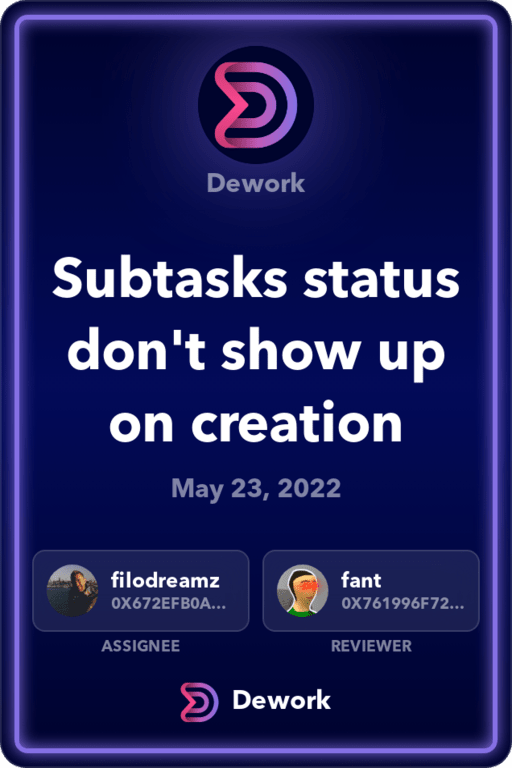 Dework
Subtasks status
don't show up
on creation
May 23, 2022
filodreamz
0X672EFB0A...
ASSIGNEE
fant
0X761996F72...
REVIEWER
Dework